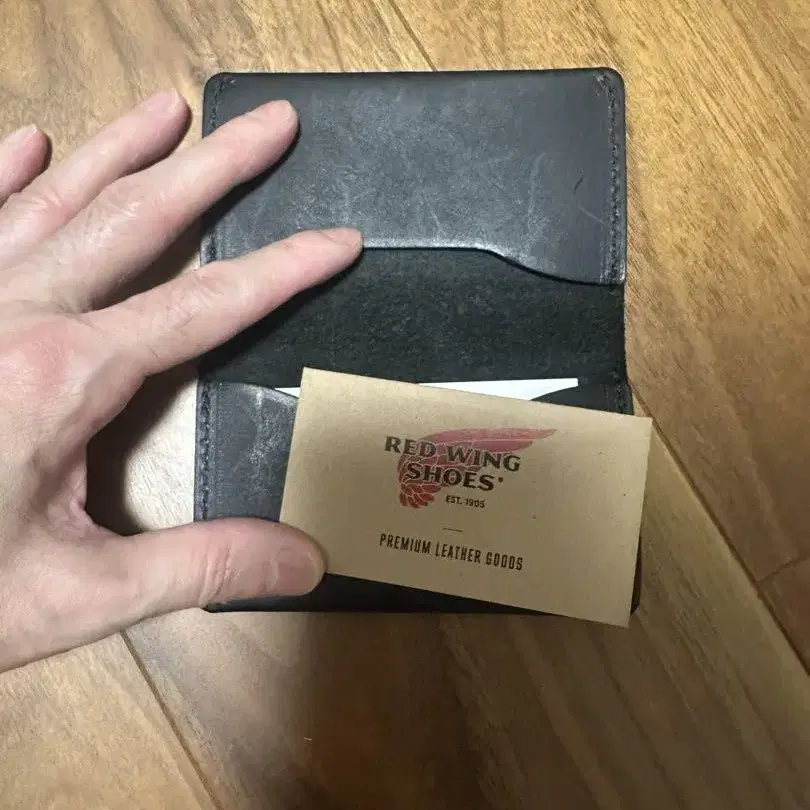 RED WING
SHOES®
EST. 1905
PREMIUM LEATHER GOODS